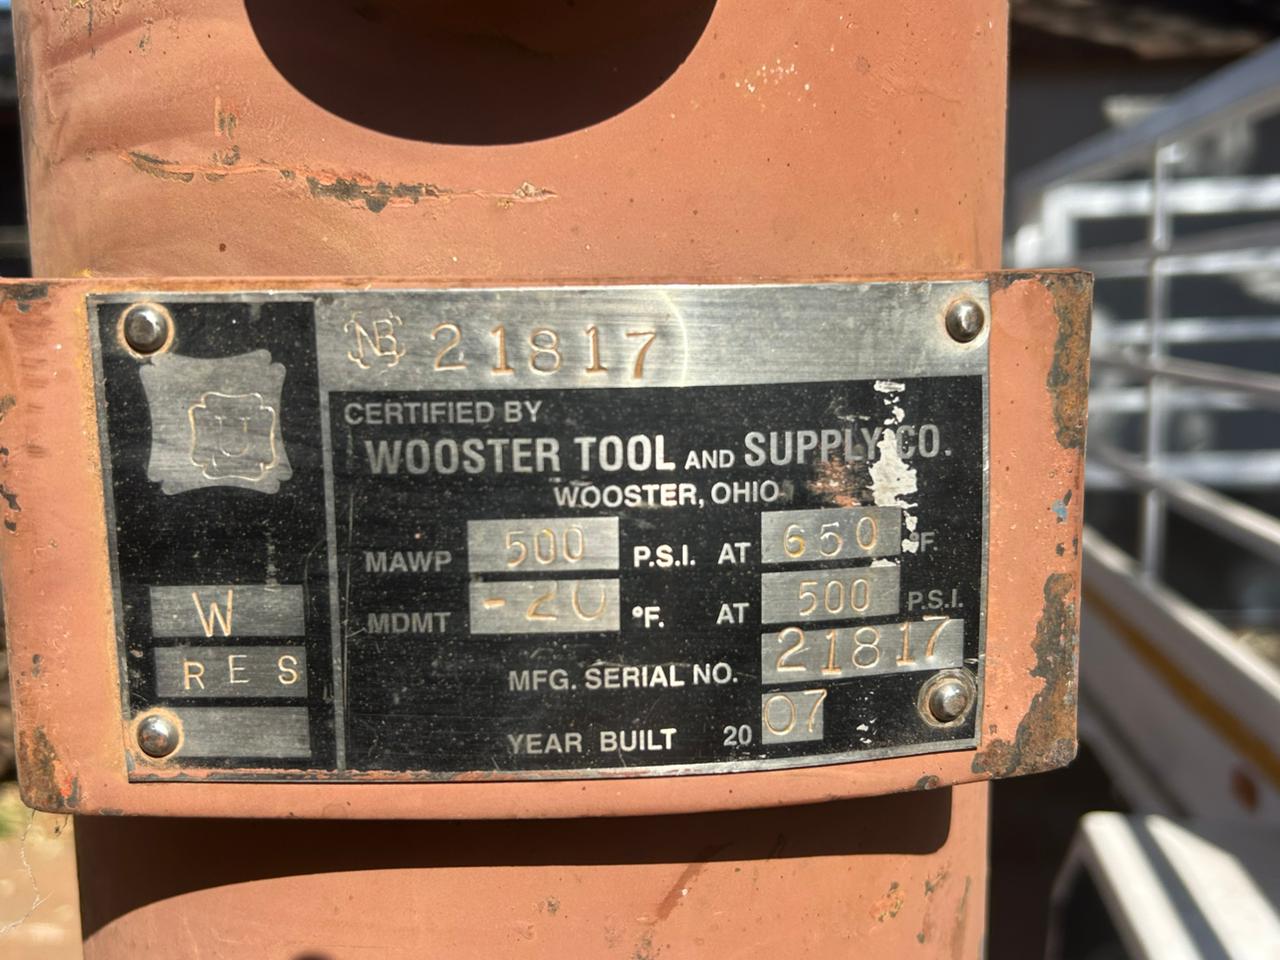 NB 21817
U
CERTIFIED BY
WOOSTER TOOL AND SUPPLY CO.
WOOSTER, OHIO
MAWP 500 P.S.I. AT 650 °F.
MDMT -20 °F. AT 500 P.S.I.
W
RES
MFG. SERIAL NO. 21817
YEAR BUILT 2007